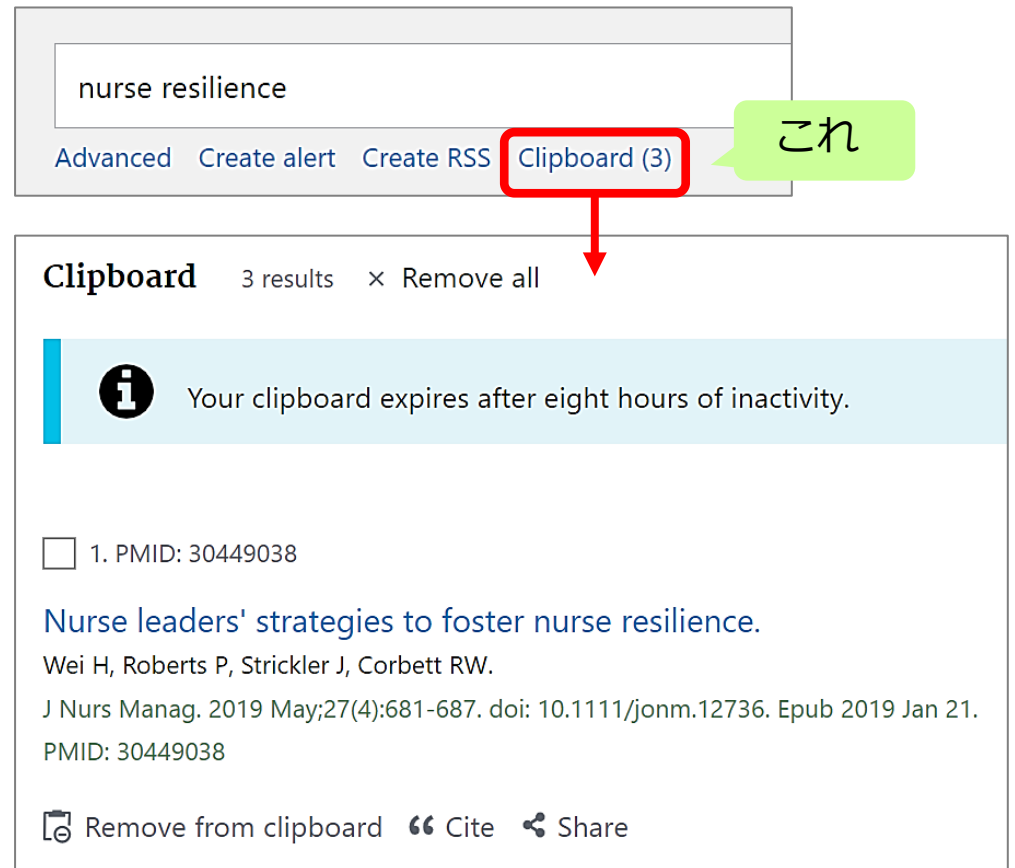 nurse resilience
Advanced Create alert Create RSS Clipboard (3)
これ
Clipboard 3 results × Remove all
Your clipboard expires after eight hours of inactivity.
1. PMID: 30449038
Nurse leaders' strategies to foster nurse resilience.
Wei H, Roberts P, Strickler J, Corbett RW.
J Nurs Manag. 2019 May;27(4):681-687. doi: 10.1111/jonm.12736. Epub 2019 Jan 21.
PMID: 30449038
Remove from clipboard Cite Share